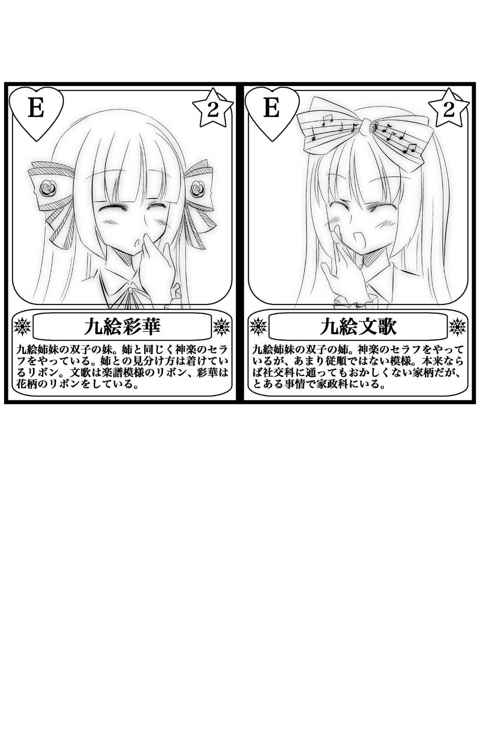 E
2
九絵彩華
九絵姉妹の双子の妹。姉と同じく神楽のセラ
フをやっている。姉との見分け方は着けてい
るリボン。文歌は楽譜模様のリボン、彩華は
花柄のリボンをしている。
E
2
九絵文歌
九絵姉妹の双子の姉。神楽のセラフをやって
いるが、あまり従順ではない模様。本来なら
ば社交科に通ってもおかしくない家柄だが、
とある事情で家政科にいる。